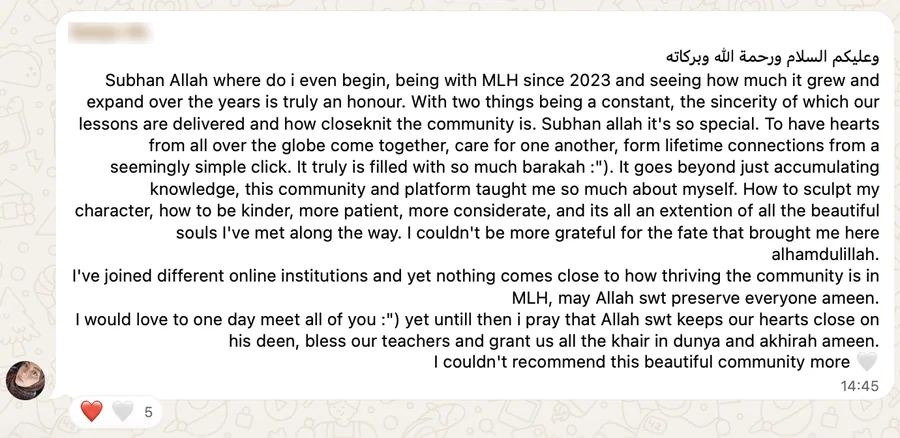 وعليكم السلام ورحمة الله وبركاته
Subhan Allah where do i even begin, being with MLH since 2023 and seeing how much it grew and
expand over the years is truly an honour. With two things being a constant, the sincerity of which our
lessons are delivered and how closeknit the community is. Subhan allah it's so special. To have hearts
from all over the globe come together, care for one another, form lifetime connections from a
seemingly simple click. It truly is filled with so much barakah :"). It goes beyond just accumulating
knowledge, this community and platform taught me so much about myself. How to sculpt my
character, how to be kinder, more patient, more considerate, and its all an extention of all the beautiful
souls I've met along the way. I couldn't be more grateful for the fate that brought me here
alhamdulillah.
I've joined different online institutions and yet nothing comes close to how thriving the community is in
MLH, may Allah swt preserve everyone ameen.
I would love to one day meet all of you :") yet untill then i pray that Allah swt keeps our hearts close on
his deen, bless our teachers and grant us all the khair in dunya and akhirah ameen.
I couldn't recommend this beautiful community more 🤍
14:45
❤️ 🤍 5